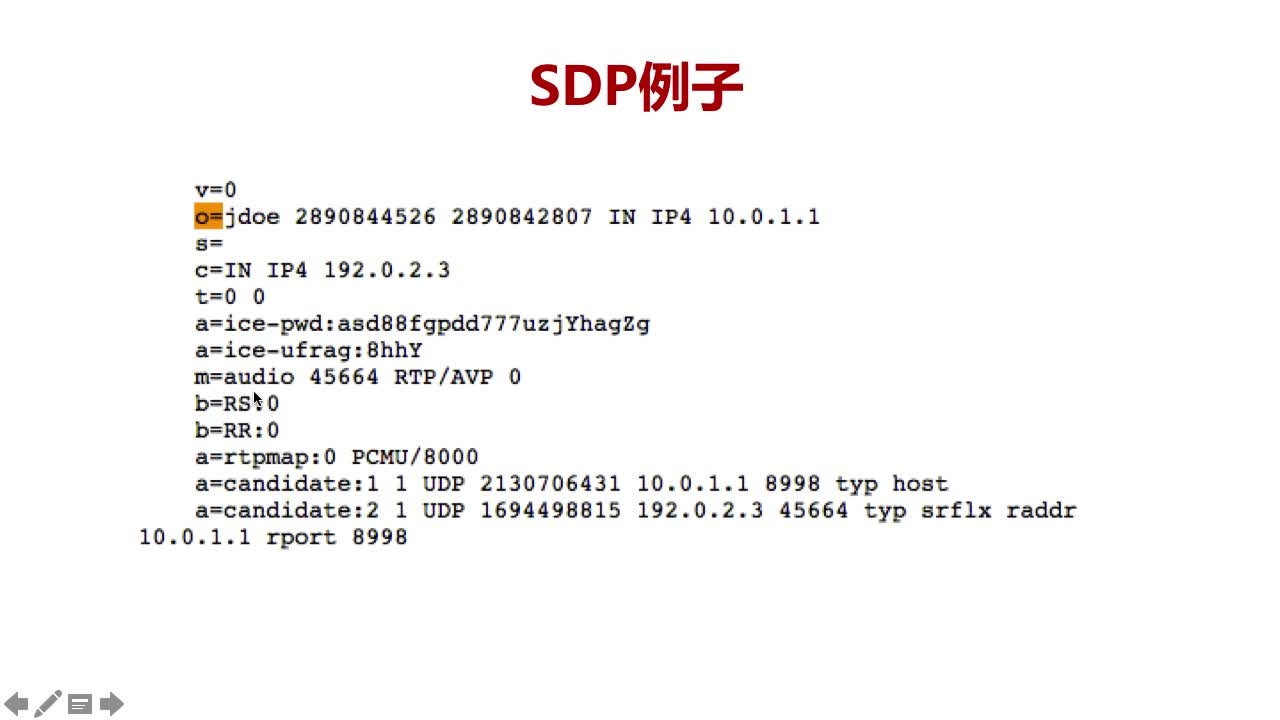 SDP例子
v=0
o=jdoe 2890844526 2890842807 IN IP4 10.0.1.1
s=
c=IN IP4 192.0.2.3
t=0 0
a=ice-pwd:asd88fgpdd777uzjYhagZg
a=ice-ufrag:8hhY
m=audio 45664 RTP/AVP 0
b=RS:0
b=RR:0
a=rtpmap:0 PCMU/8000
a=candidate:1 1 UDP 2130706431 10.0.1.1 8998 typ host
a=candidate:2 1 UDP 1694498815 192.0.2.3 45664 typ srflx raddr
10.0.1.1 rport 8998